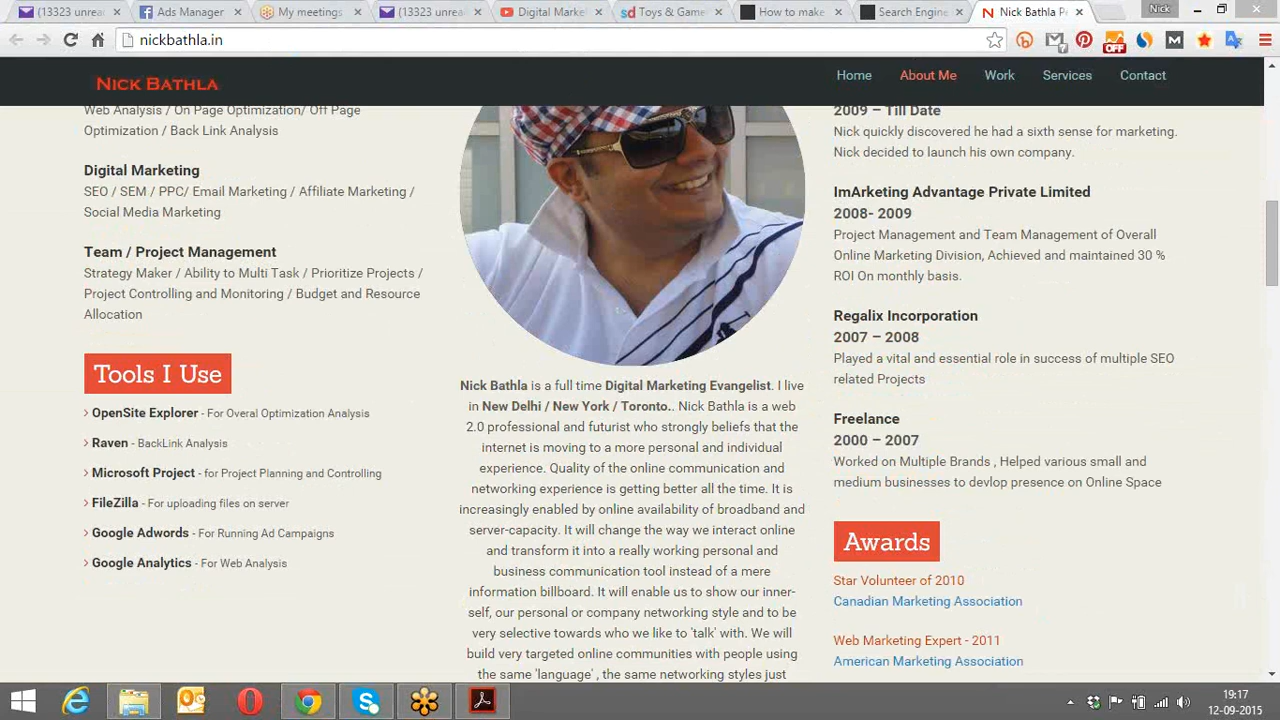 (13323 unrea
Ads Manager
My meetings
(13323 unrea
Digital Marke
Toys & Game
How to make
Search Engin
Nick Bathla P
Nick
nickbathla.in
OFF
NICK BATHLA
Home
About Me
Work
Services
Contact
Web Analysis / On Page Optimization/ Off Page
Optimization / Back Link Analysis
Digital Marketing
SEO / SEM / PPC/ Email Marketing / Affiliate Marketing /
Social Media Marketing
Team / Project Management
Strategy Maker / Ability to Multi Task / Prioritize Projects /
Project Controlling and Monitoring / Budget and Resource
Allocation
Tools I Use
OpenSite Explorer - For Overal Optimization Analysis
Raven - BackLink Analysis
Microsoft Project - for Project Planning and Controlling
FileZilla - For uploading files on server
Google Adwords - For Running Ad Campaigns
Google Analytics - For Web Analysis
Nick Bathla is a full time Digital Marketing Evangelist. I live
in New Delhi / New York / Toronto.. Nick Bathla is a web
2.0 professional and futurist who strongly beliefs that the
internet is moving to a more personal and individual
experience. Quality of the online communication and
networking experience is getting better all the time. It is
increasingly enabled by online availability of broadband and
server-capacity. It will change the way we interact online
and transform it into a really working personal and
business communication tool instead of a mere
information billboard. It will enable us to show our inner-
self, our personal or company networking style and to be
very selective towards who we like to 'talk' with. We will
build very targeted online communities with people using
the same 'language' , the same networking styles just
2009 – Till Date
Nick quickly discovered he had a sixth sense for marketing.
Nick decided to launch his own company.
ImArketing Advantage Private Limited
2008- 2009
Project Management and Team Management of Overall
Online Marketing Division, Achieved and maintained 30 %
ROI On monthly basis.
Regalix Incorporation
2007 – 2008
Played a vital and essential role in success of multiple SEO
related Projects
Freelance
2000 – 2007
Worked on Multiple Brands , Helped various small and
medium businesses to devlop presence on Online Space
Awards
Star Volunteer of 2010
Canadian Marketing Association
Web Marketing Expert - 2011
American Marketing Association
19:17
12-09-2015